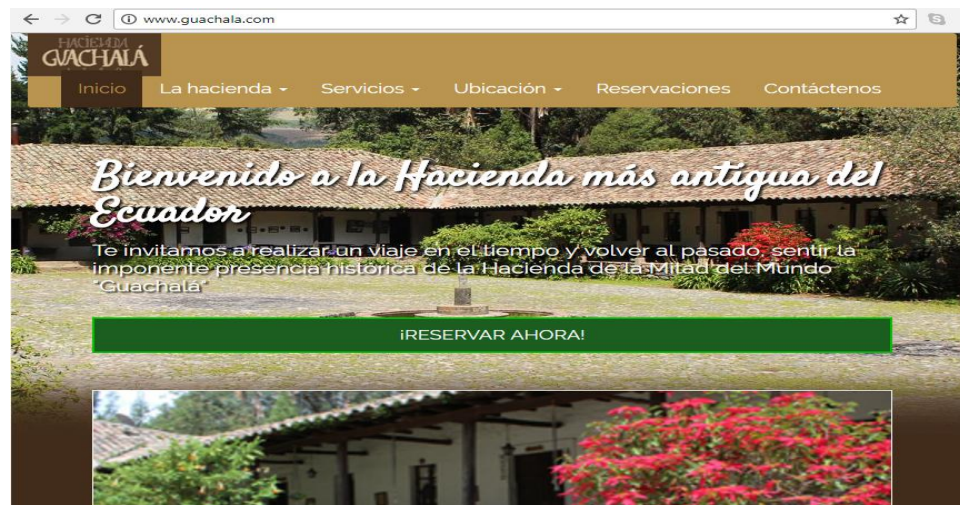 www.guachala.com
HACIENDA
GUACHALÁ
Inicio La hacienda Servicios Ubicación Reservaciones Contáctenos
Bienvenido a la Hacienda más antigua del
Ecuador
Te invitamos a realizar un viaje en el tiempo y volver al pasado, sentir la
imponente presencia histórica de la Hacienda de la Mitad del Mundo
"Guachalá"
¡RESERVAR AHORA!